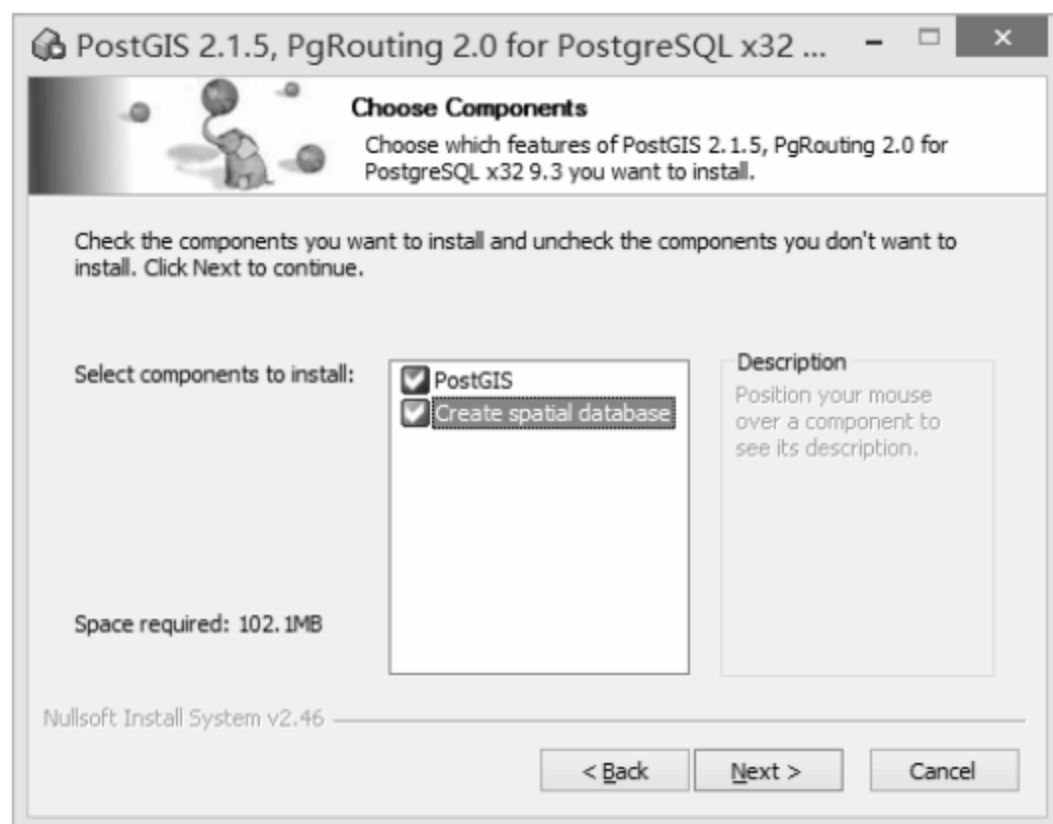 PostGIS 2.1.5, PgRouting 2.0 for PostgreSQL x32 ...
Choose Components
Choose which features of PostGIS 2.1.5, PgRouting 2.0 for
PostgreSQL x32 9.3 you want to install.
Check the components you want to install and uncheck the components you don't want to
install. Click Next to continue.
Select components to install:
PostGIS
Create spatial database
Description
Position your mouse
over a component to
see its description.
Space required: 102.1MB
Nullsoft Install System v2.46
< Back
Next >
Cancel